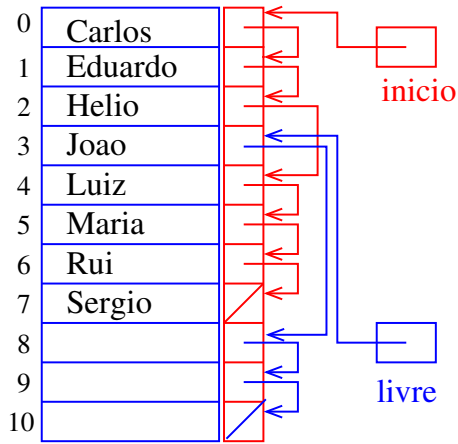 0 Carlos
1 Eduardo
inicio
2 Helio
3 Joao
4 Luiz
5 Maria
6 Rui
7 Sergio
8
9
livre
10